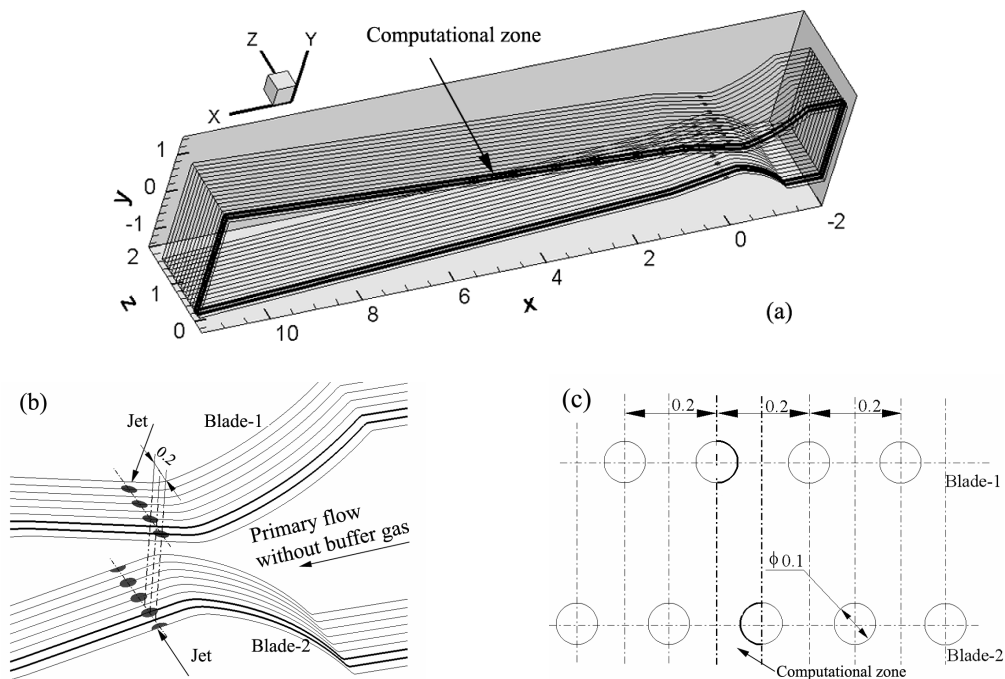 Computational zone
Z
Y
X
1
0
-1
y
2
1
0
z
10
8
6
4
2
0
-2
x
(a)
(b)
Jet
Blade-1
0.2
Primary flow
without buffer gas
Blade-2
Jet
(c)
0.2
0.2
0.2
Blade-1
ϕ 0.1
Blade-2
Computational zone